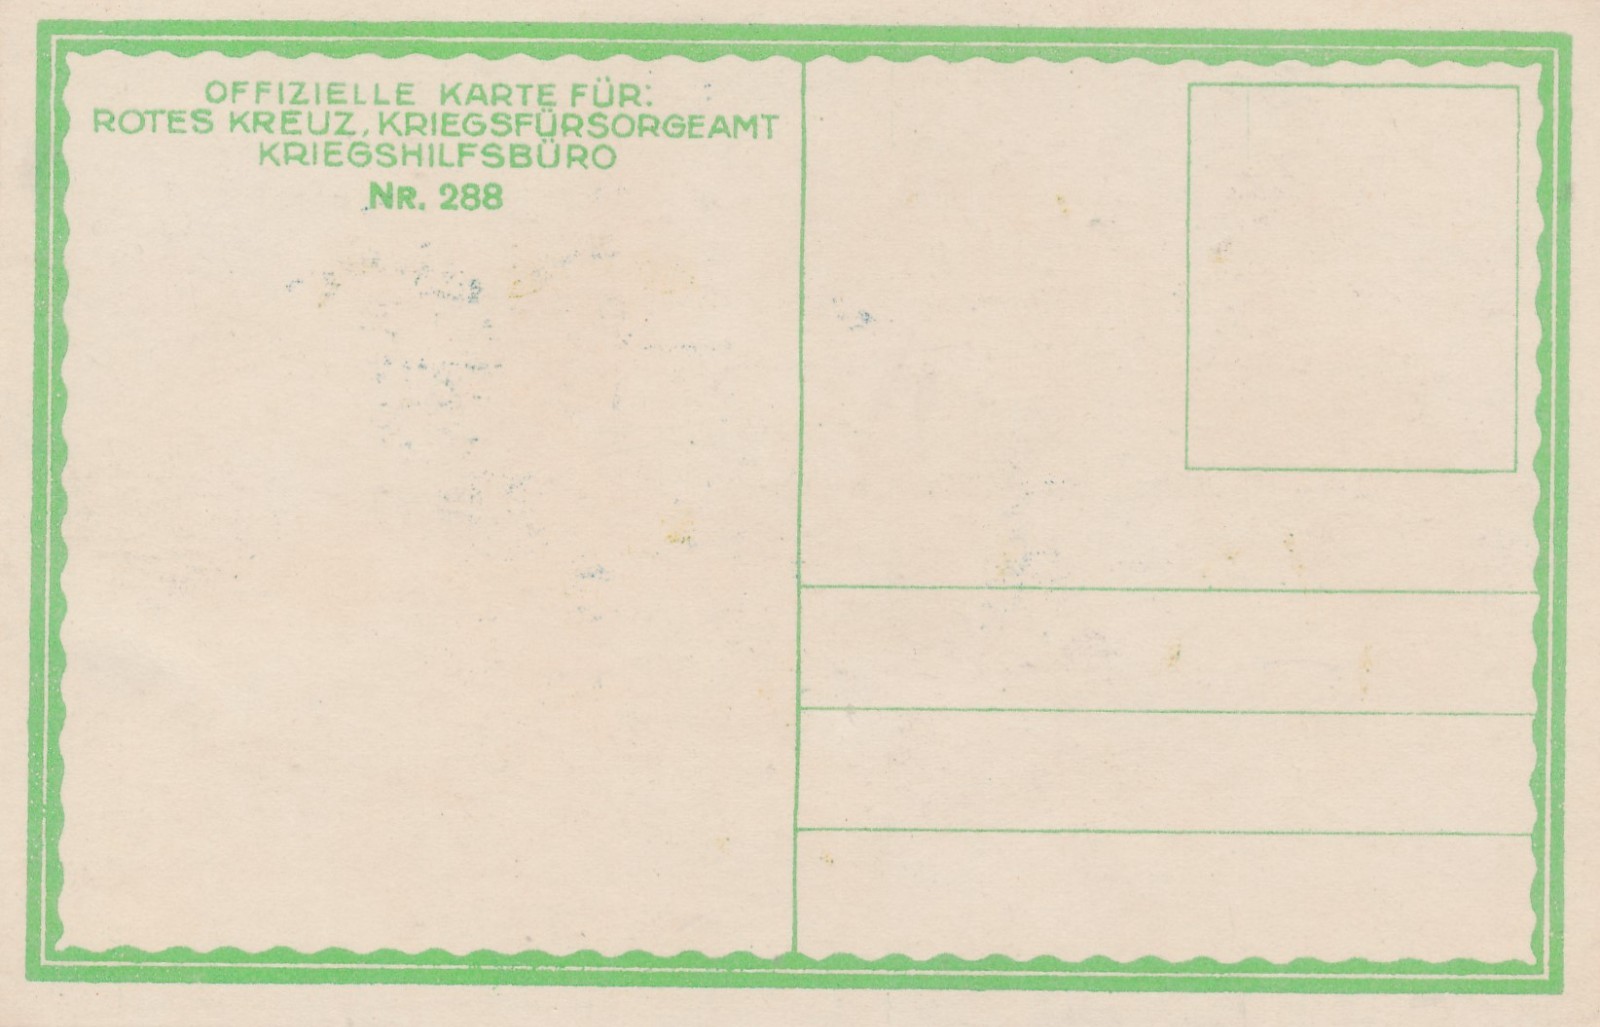 OFFIZIELLE KARTE FÜR:
ROTES KREUZ, KRIEGSFÜRSORGEAMT
KRIEGSHILFSBÜRO
NR. 288